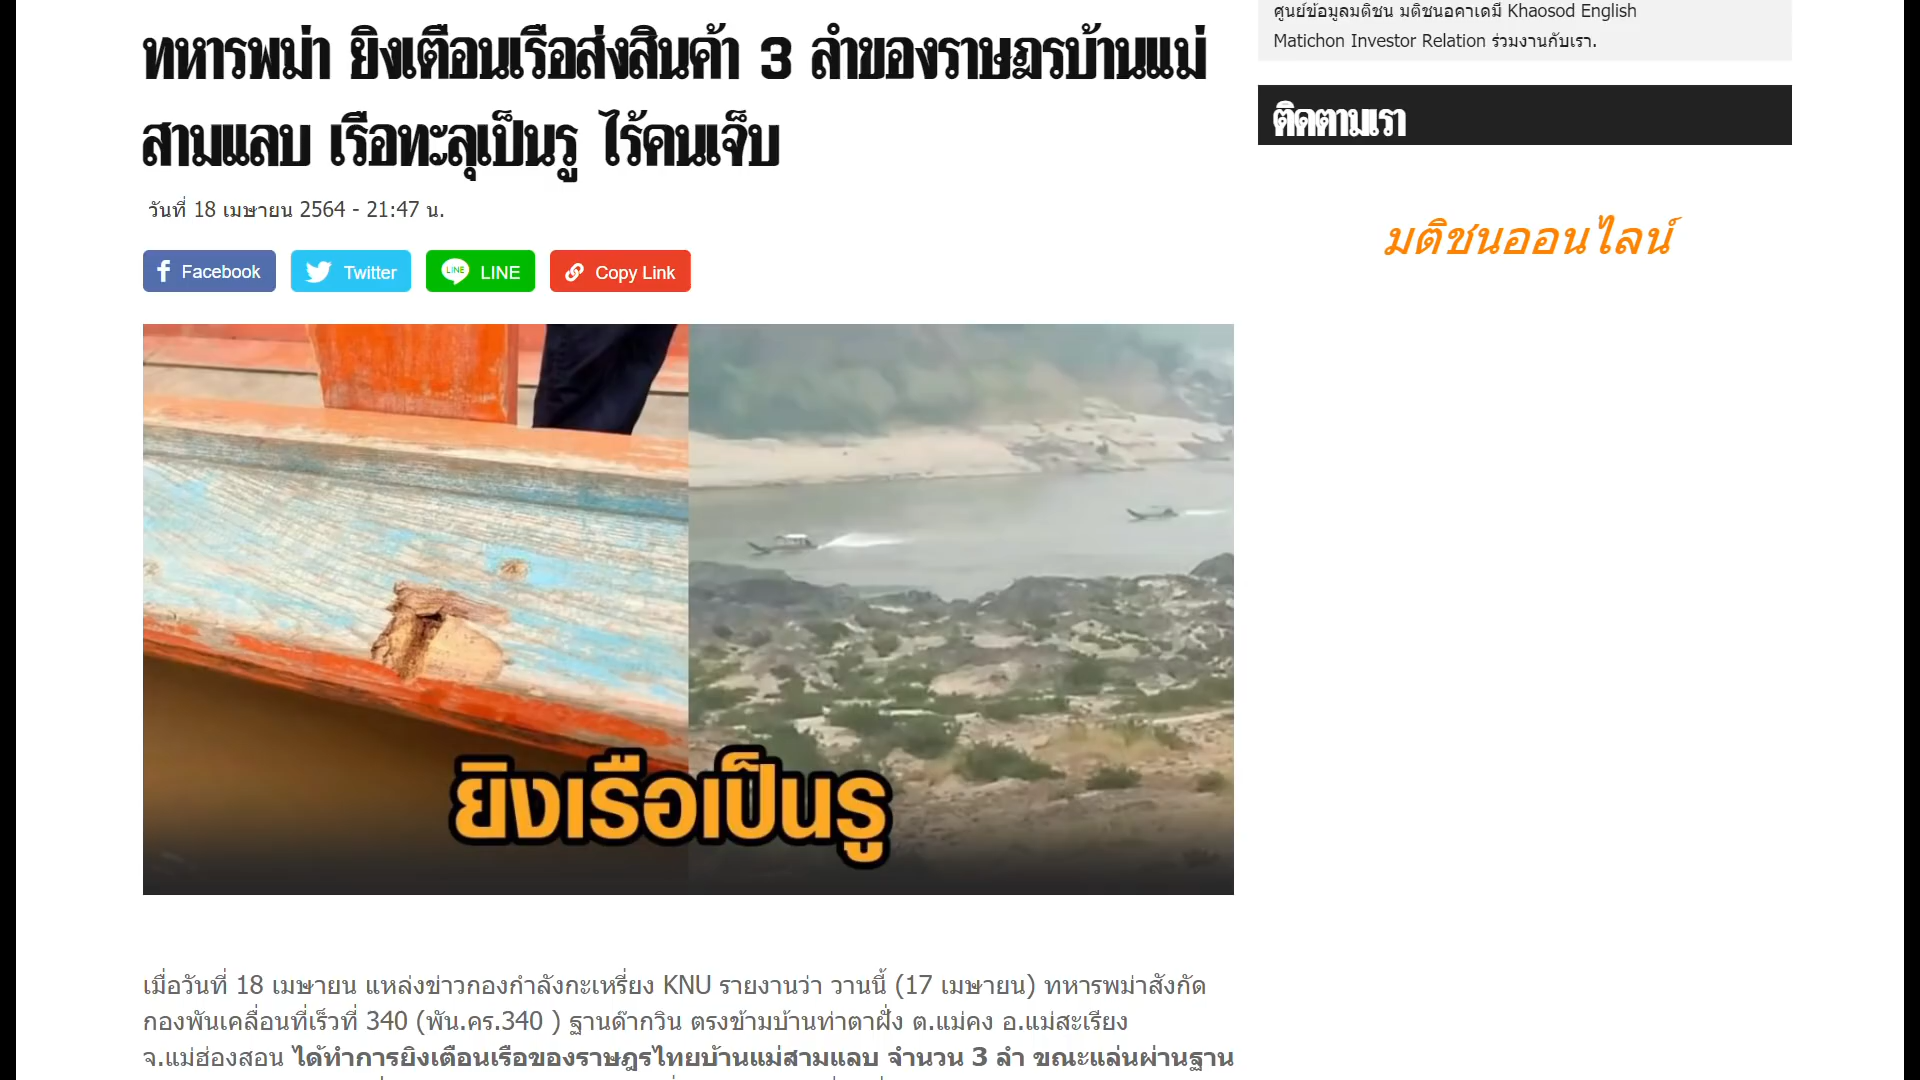 ศูนย์ข้อมูลมติชน มติชนอคาเดมี Khaosod English
Matichon Investor Relation ร่วมงานกับเรา.
ติดตามเรา
มติชนออนไลน์
ทหารพม่า ยิงเตือนเรือส่งสินค้า 3 ลำของราษฎรบ้านแม่
สามแลบ เรือทะลุเป็นรู ไร้คนเจ็บ
วันที่ 18 เมษายน 2564 - 21:47 น.
Facebook
Twitter
LINE LINE
Copy Link
ยิงเรือเป็นรู
เมื่อวันที่ 18 เมษายน แหล่งข่าวกองกำลังกะเหรี่ยง KNU รายงานว่า วานนี้ (17 เมษายน) ทหารพม่าสังกัด
กองพันเคลื่อนที่เร็วที่ 340 (พัน.คร.340 ) ฐานด๊ากวิน ตรงข้ามบ้านท่าตาฝั่ง ต.แม่คง อ.แม่สะเรียง
จ.แม่ฮ่องสอน ได้ทำการยิงเตือนเรือของราษฎรไทยบ้านแม่สามแลบ จำนวน 3 ลำ ขณะแล่นผ่านฐาน